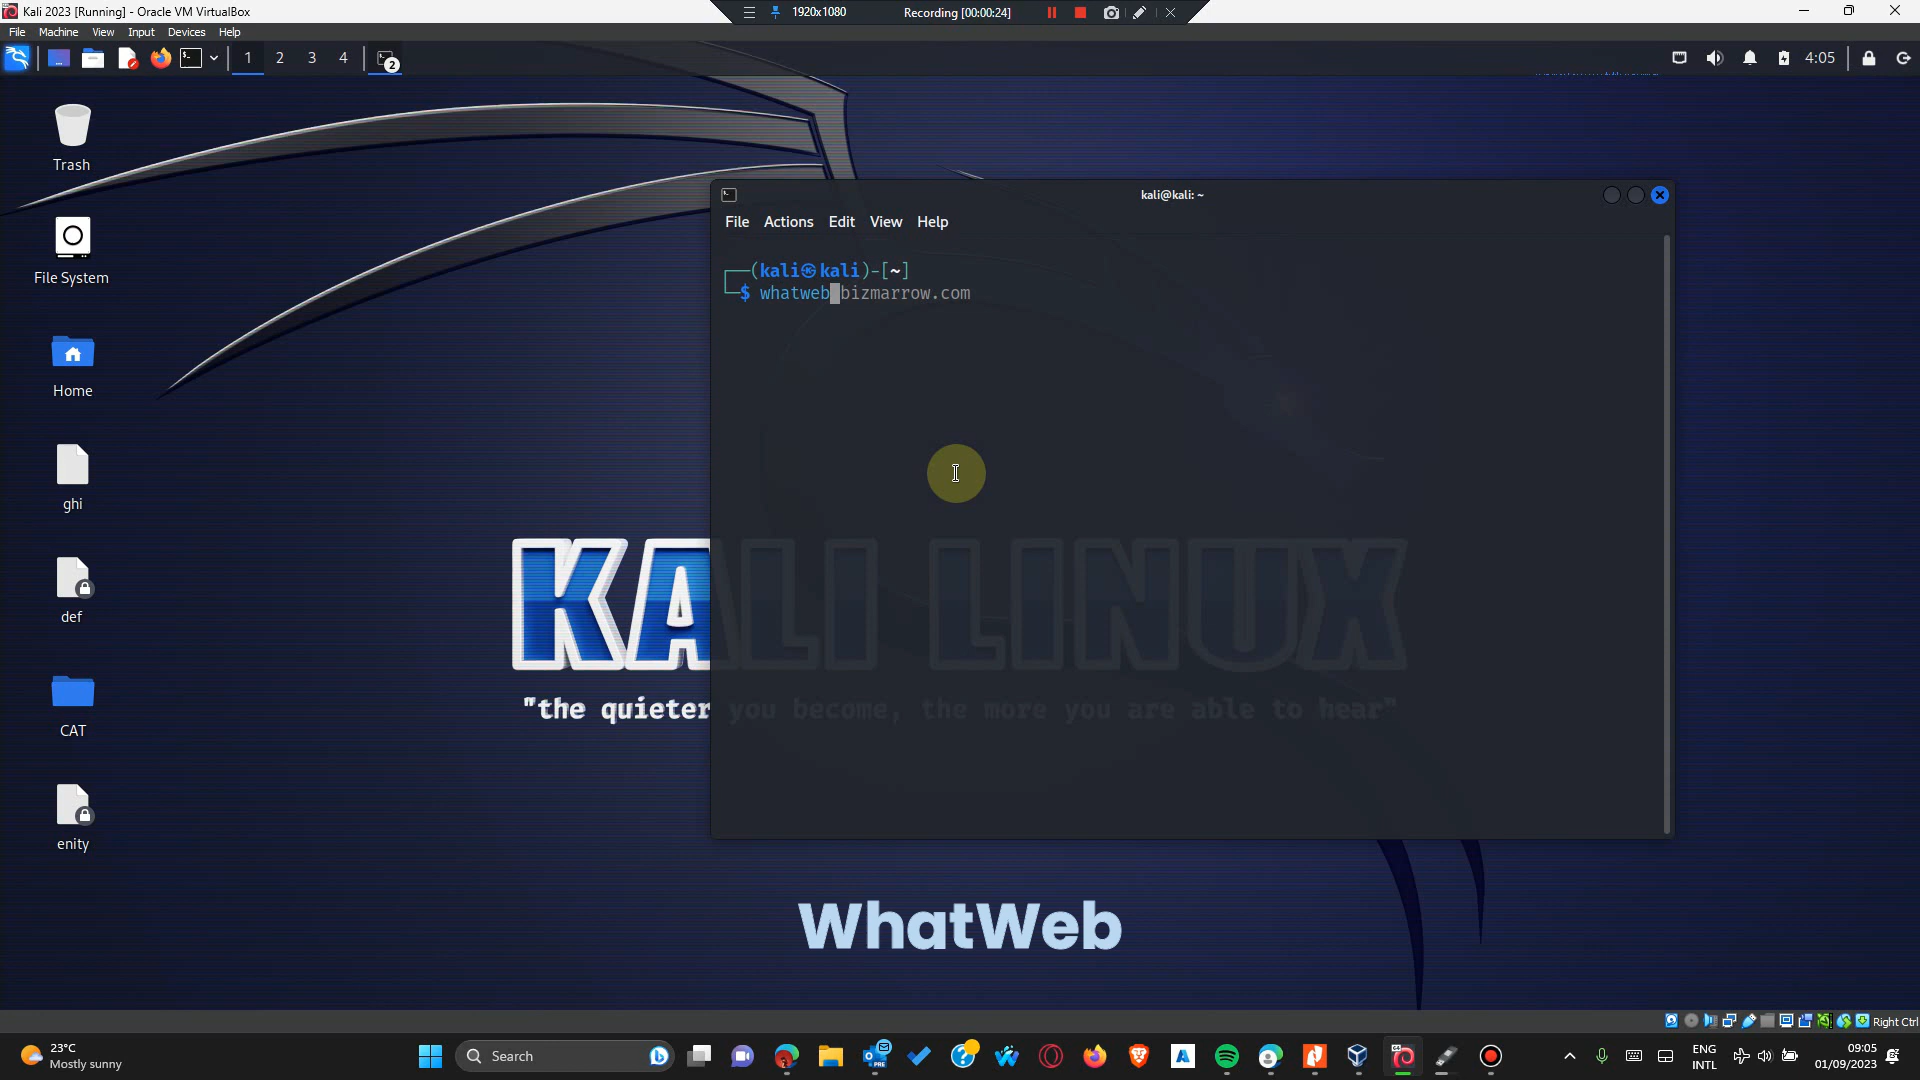 Kali 2023 [Running] - Oracle VM VirtualBox
1920x1080
Recording [00:00:24]
File Machine View Input Devices Help
1 2 3 4
2
4:05
Trash
File System
Home
ghi
def
CAT
enity
kali@kali: ~
File Actions Edit View Help
┌──(kali㉿kali)-[~]
└─$ whatweb bizmarrow.com
KALI LINUX
"the quieter you become, the more you are able to hear"
WhatWeb
Right Ctrl
23°C
Mostly sunny
Search
ENG
INTL
09:05
01/09/2023